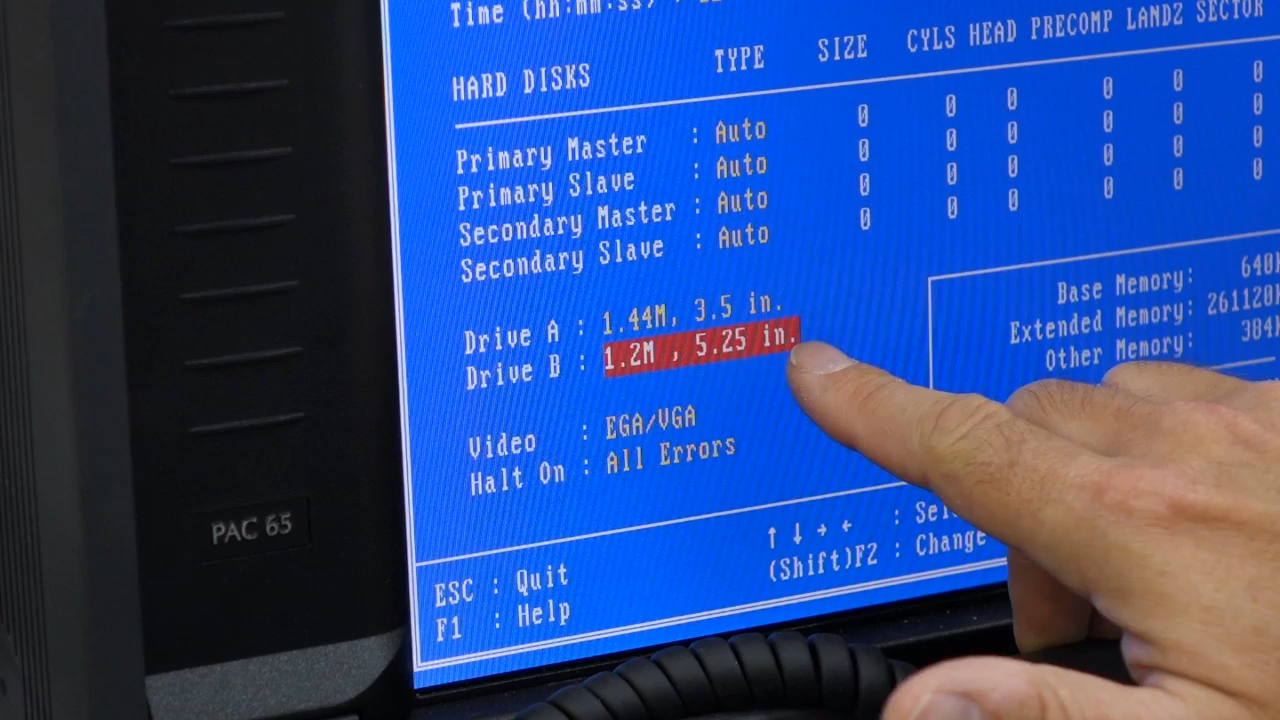 Time (hh:mm:ss) :
HARD DISKS TYPE SIZE CYLS HEAD PRECOMP LANDZ SECTOR
Primary Master : Auto 0 0 0 0 0 0
Primary Slave : Auto 0 0 0 0 0 0
Secondary Master : Auto 0 0 0 0 0 0
Secondary Slave : Auto 0 0 0 0 0 0
Drive A : 1.44M, 3.5 in.
Drive B : 1.2M , 5.25 in.
Video : EGA/VGA
Halt On : All Errors
Base Memory: 640K
Extended Memory: 261120K
Other Memory: 384K
ESC : Quit
F1 : Help
↑ ↓ → ← :
(Shift)F2 : Change
PAC 65